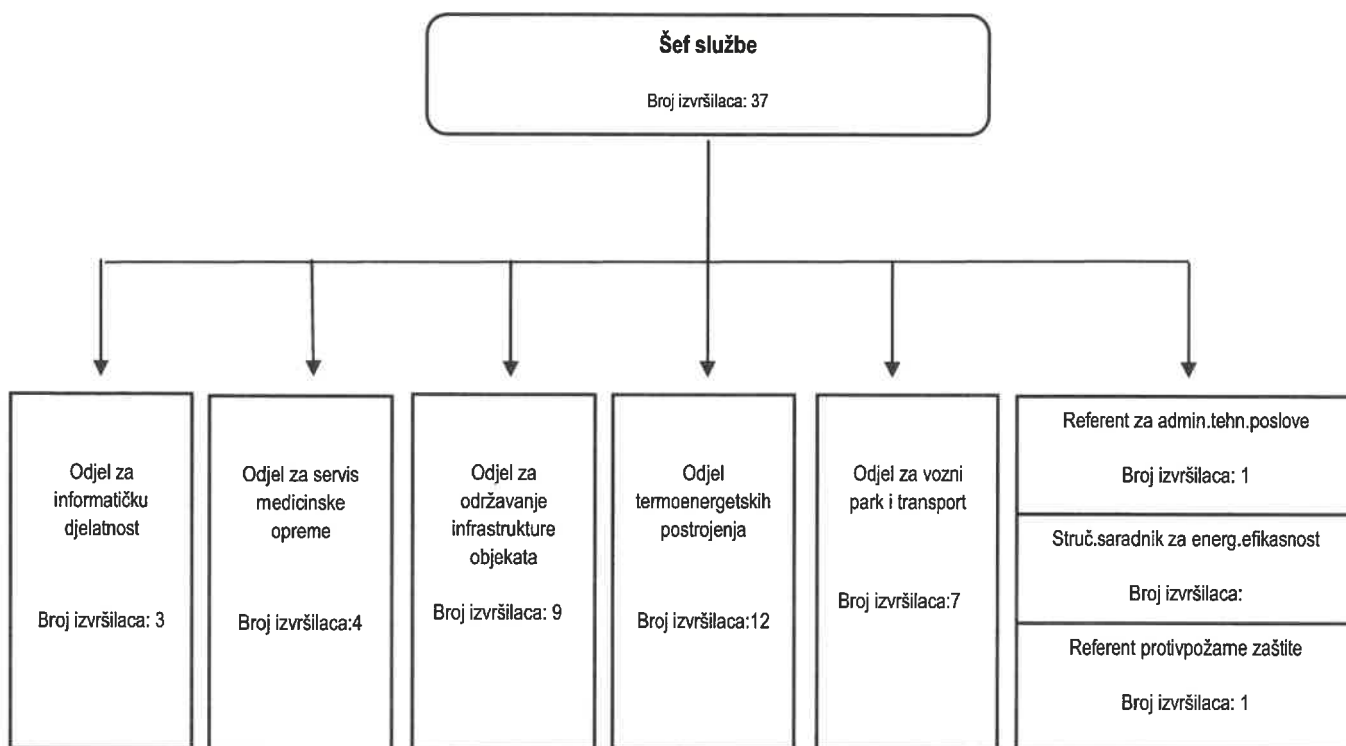 Šef službe
Broj izvršilaca: 37
Odjel za
informatičku
djelatnost
Broj izvršilaca: 3
Odjel za servis
medicinske
opreme
Broj izvršilaca:4
Odjel za
održavanje
infrastrukture
objekata
Broj izvršilaca: 9
Odjel
termoenergetskih
postrojenja
Broj izvršilaca:12
Odjel za vozni
park i transport
Broj izvršilaca:7
Referent za admin.tehn.poslove
Broj izvršilaca: 1
Struč.saradnik za energ.efikasnost
Broj izvršilaca:
Referent protivpožarne zaštite
Broj izvršilaca: 1